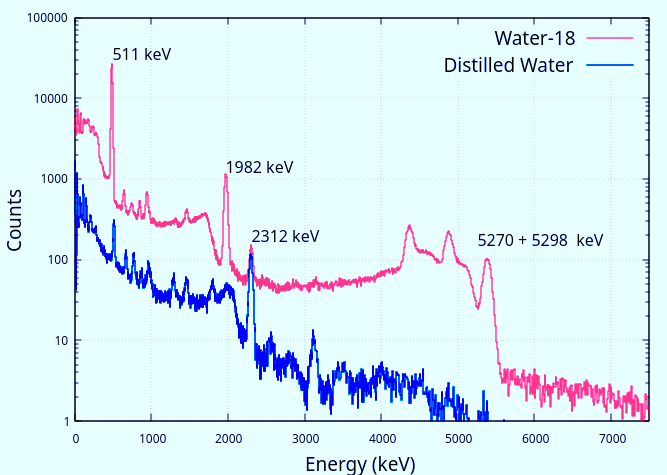 100000
10000
1000
100
10
1
Counts
Water-18
Distilled Water
511 keV
1982 keV
2312 keV
5270 + 5298  keV
0 1000 2000 3000 4000 5000 6000 7000
Energy (keV)